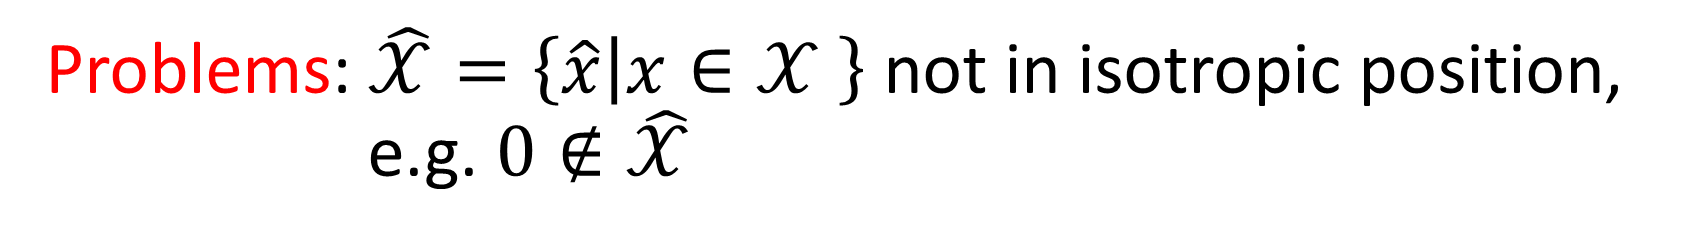 Problems: 𝒳̂ = {x̂|x ∈ 𝒳 } not in isotropic position,
e.g. 0 ∉ 𝒳̂